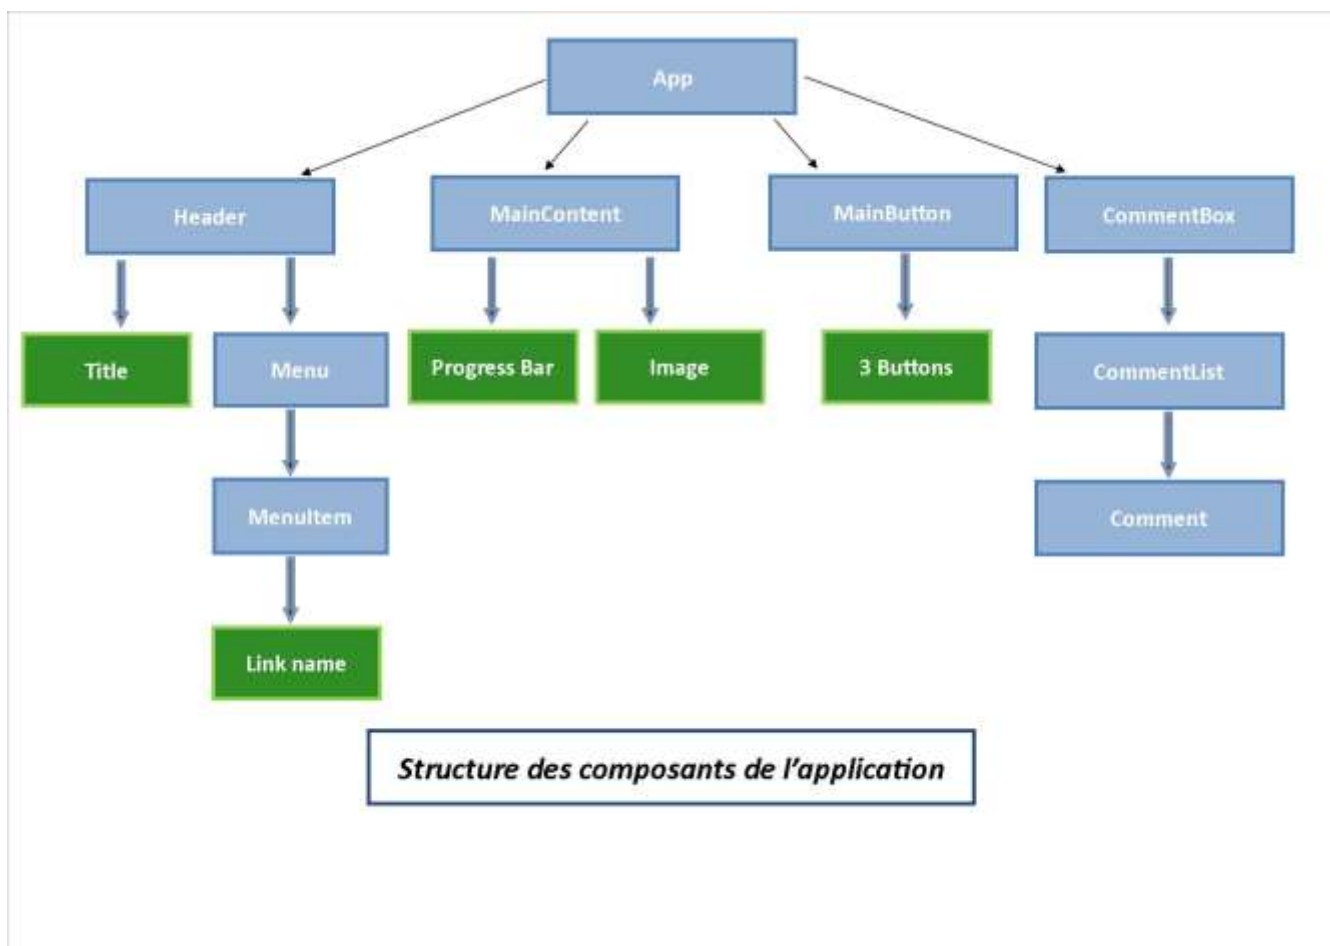 App
Header
MainContent
MainButton
CommentBox
Title
Menu
Progress Bar
Image
3 Buttons
CommentList
MenuItem
Comment
Link name
Structure des composants de l’application